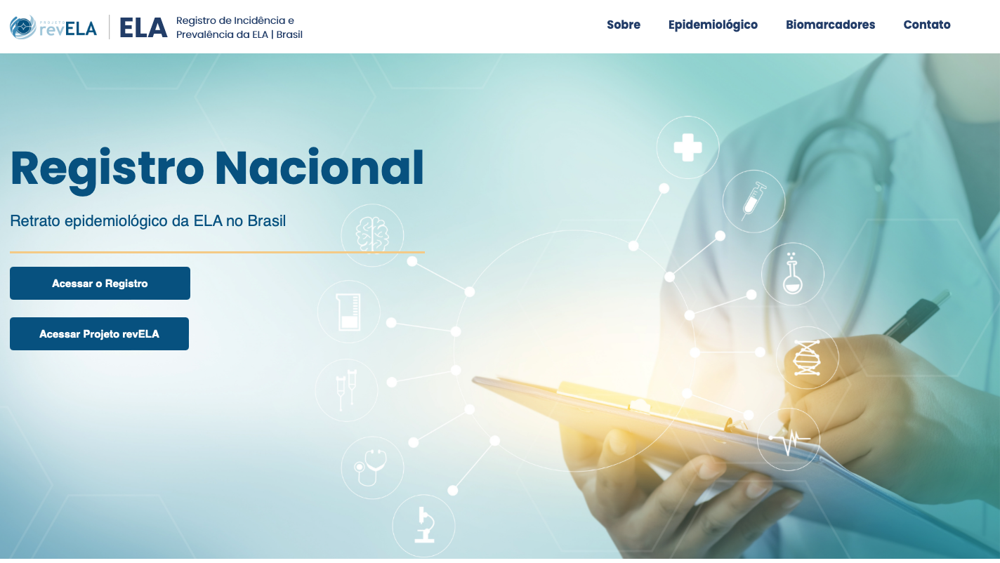 PROJETO
revELA
ELA
Registro de Incidência e
Prevalência da ELA | Brasil
Sobre
Epidemiológico
Biomarcadores
Contato
Registro Nacional
Retrato epidemiológico da ELA no Brasil
Acessar o Registro
Acessar Projeto revELA